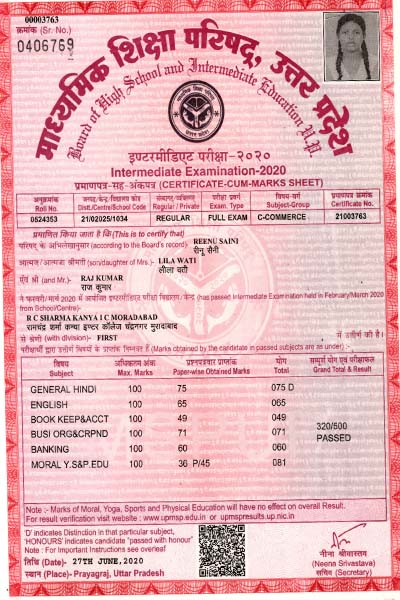 00003763
क्रमांक (Sr. No.)
0406769
माध्यमिक शिक्षा परिषद्, उत्तर प्रदेश
Board of High School and Intermediate Education, U.P.
इण्टरमीडिएट परीक्षा-२०२०
Intermediate Examination-2020
प्रमाणपत्र-सह-अंकपत्र (CERTIFICATE-CUM-MARKS SHEET)
अनुक्रमांक जनपद/केन्द्र/विद्यालय कोड संस्थागत/व्यक्तिगत परीक्षा प्रकार विषय-वर्ग प्रमाणपत्र क्रमांक
Roll No. Distt./Centre/School Code Regular / Private Exam. Type Subject-Group Certificate No.
0524353 21/02025/1034 REGULAR FULL EXAM C-COMMERCE 21003763
प्रमाणित किया जाता है कि (This is to certify that)
परिषद के अभिलेखानुसार (according to the Board's record) REENU SAINI
रीनू सैनी
आत्मज / आत्मजा श्रीमती (son/daughter of Mrs.) LILA WATI
लीला वती
एंव श्री (and Mr.) RAJ KUMAR
राज कुमार
ने फरवरी/मार्च 2020 में आयोजित इण्टरमीडिएट परीक्षा विद्यालय / केन्द्र (has passed Intermediate Examination held in February/March 2020
from School/Centre)
R C SHARMA KANYA I C MORADABAD
रामचंद्र शर्मा कन्या इण्टर कॉलेज चंद्रनगर मुरादाबाद
से श्रेणी (with division) FIRST में उत्तीर्ण की है।
परीक्षार्थी द्वारा उत्तीर्ण विषयों के प्राप्तांक निम्नवत हैं (Marks obtained by the candidate in passed subjects are as under) :-
विषय अधिकतम अंक प्रश्नपत्रवार प्राप्तांक योग सम्पूर्ण योग एवं परीक्षाफल
Subject Max. Marks Paper-wise Obtained Marks Total Grand Total & Result
GENERAL HINDI 100 75 075 D
ENGLISH 100 65 065
BOOK KEEP&ACCT 100 49 049
BUSI ORG&CRPND 100 71 071
BANKING 100 60 060
MORAL Y.S&P.EDU 100 36 P/45 081
320/500
PASSED
Note :- Marks of Moral, Yoga, Sports and Physical Education will have no effect on overall Result.
For result verification visit website : www.upmsp.edu.in or upmspresults.up.nic.in
'D' indicates Distinction in that particular subject,
HONOURS' indicates candidate "passed with honour"
Note : For Important Instructions see overleaf
तिथि (Date)- 27TH JUNE,2020
स्थान (Place)- Prayagraj, Uttar Pradesh
नीना श्रीवास्तव
(Neena Srivastava)
सचिव (Secretary)